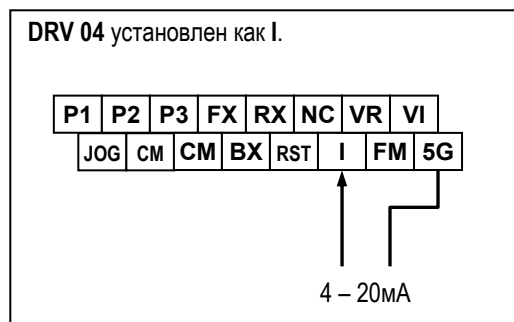 DRV 04 установлен как I.
P1 P2 P3 FX RX NC VR VI
JOG CM CM BX RST I FM 5G
4 – 20мА